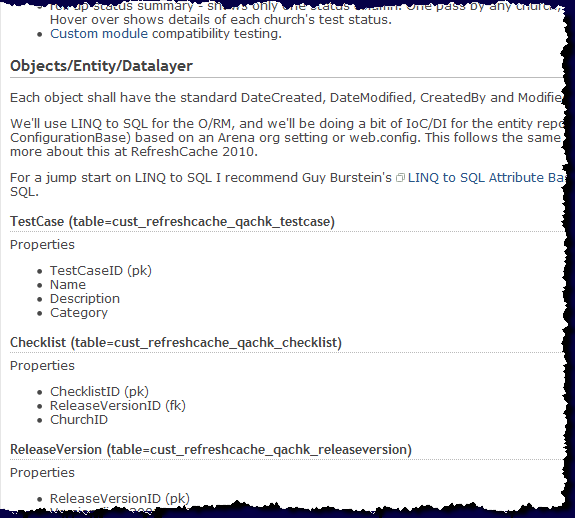 status summary - shows only one status column. One pass by any church,
Hover over shows details of each church's test status.
Custom module compatibility testing.
Objects/Entity/Datalayer
Each object shall have the standard DateCreated, DateModified, CreatedBy and Modifie
We'll use LINQ to SQL for the O/RM, and we'll be doing a bit of IoC/DI for the entity repo
ConfigurationBase) based on an Arena org setting or web.config. This follows the same
more about this at RefreshCache 2010.
For a jump start on LINQ to SQL I recommend Guy Burstein's LINQ to SQL Attribute Ba
SQL.
TestCase (table=cust_refreshcache_qachk_testcase)
Properties
TestCaseID (pk)
Name
Description
Category
Checklist (table=cust_refreshcache_qachk_checklist)
Properties
ChecklistID (pk)
ReleaseVersionID (fk)
ChurchID
ReleaseVersion (table=cust_refreshcache_qachk_releaseversion)
Properties
ReleaseVersionID (pk)